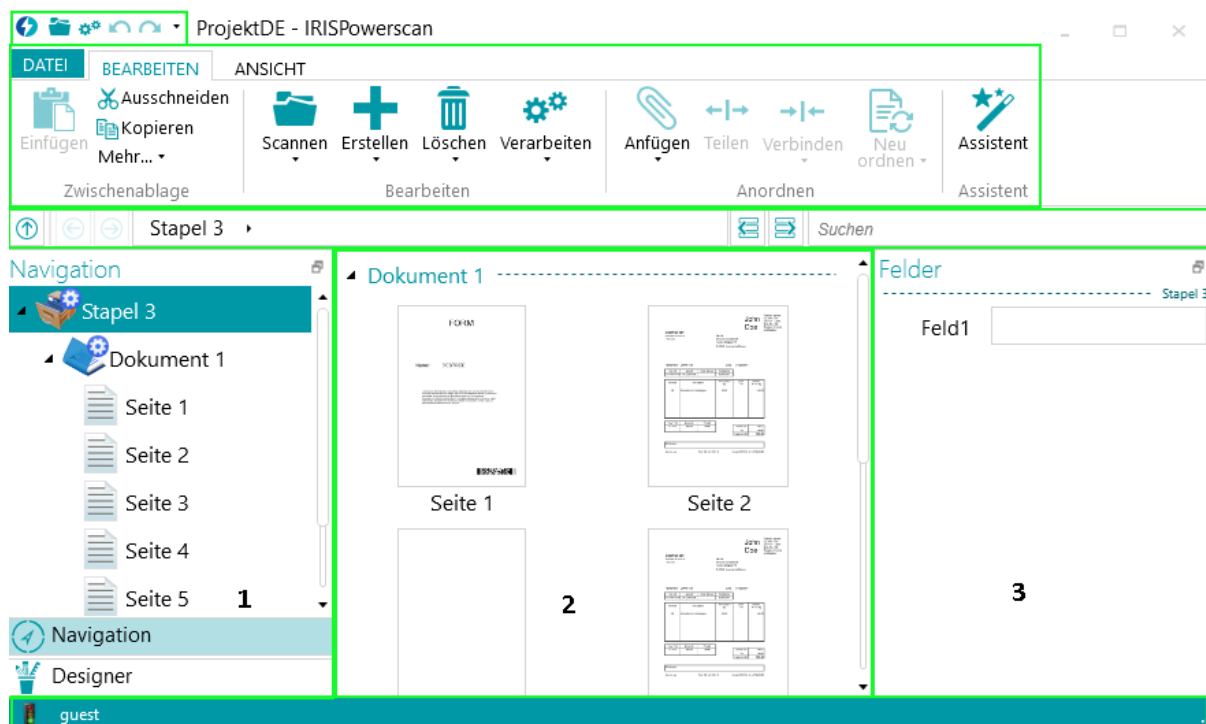 ProjektDE - IRISPowerscan
DATEI BEARBEITEN ANSICHT
Einfügen
Ausschneiden
Kopieren
Mehr...
Zwischenablage
Scannen Erstellen Löschen Verarbeiten
Bearbeiten
Anfügen Teilen Verbinden Neu ordnen
Anordnen
Assistent
Assistent
Stapel 3
Suchen
Navigation
Stapel 3
Dokument 1
Seite 1
Seite 2
Seite 3
Seite 4
Seite 5
1
Navigation
Designer
Dokument 1
FORM
John
Doe
Seite 1
Seite 2
John
Doe
2
Felder
Stapel 3
Feld1
3
guest